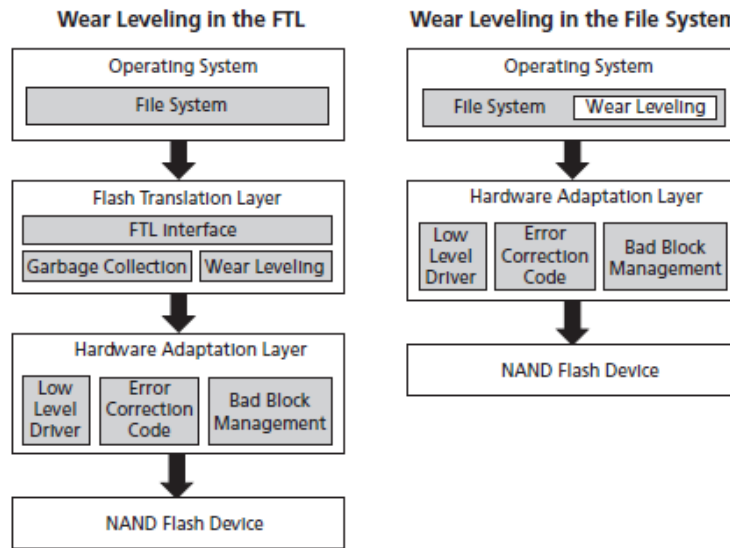 Wear Leveling in the FTL
Operating System
File System
Flash Translation Layer
FTL Interface
Garbage Collection
Wear Leveling
Hardware Adaptation Layer
Low
Level
Driver
Error
Correction
Code
Bad Block
Management
NAND Flash Device
Wear Leveling in the File System
Operating System
File System
Wear Leveling
Hardware Adaptation Layer
Low
Level
Driver
Error
Correction
Code
Bad Block
Management
NAND Flash Device